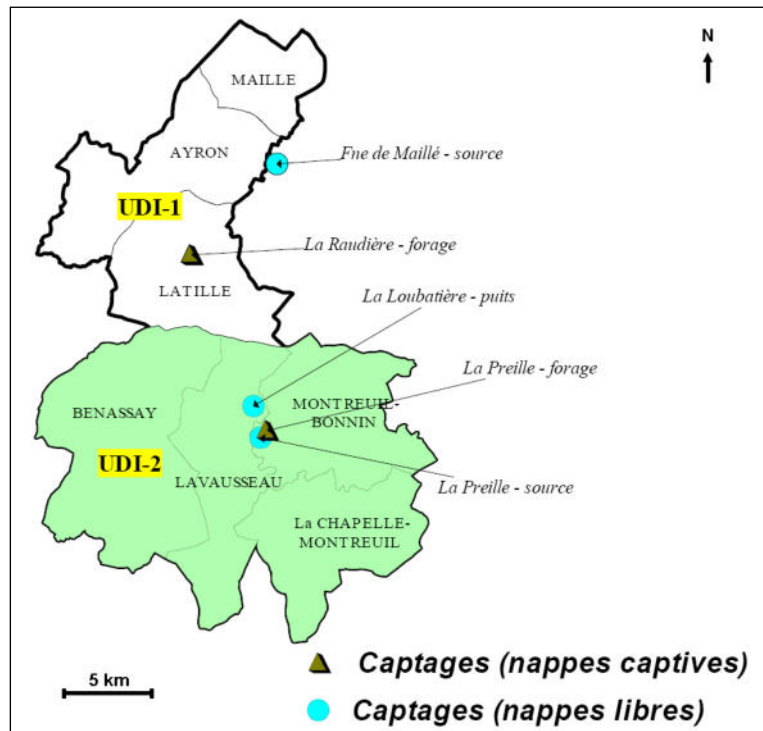 N
MAILLE
AYRON
Fne de Maillé - source
UDI-1
La Raudière - forage
LATILLE
La Loubatière - puits
La Preille - forage
BENASSAY
MONTREUIL-
BONNIN
UDI-2
LAVAUSSEAU
La Preille - source
La CHAPELLE-
MONTREUIL
Captages (nappes captives)
5 km
Captages (nappes libres)